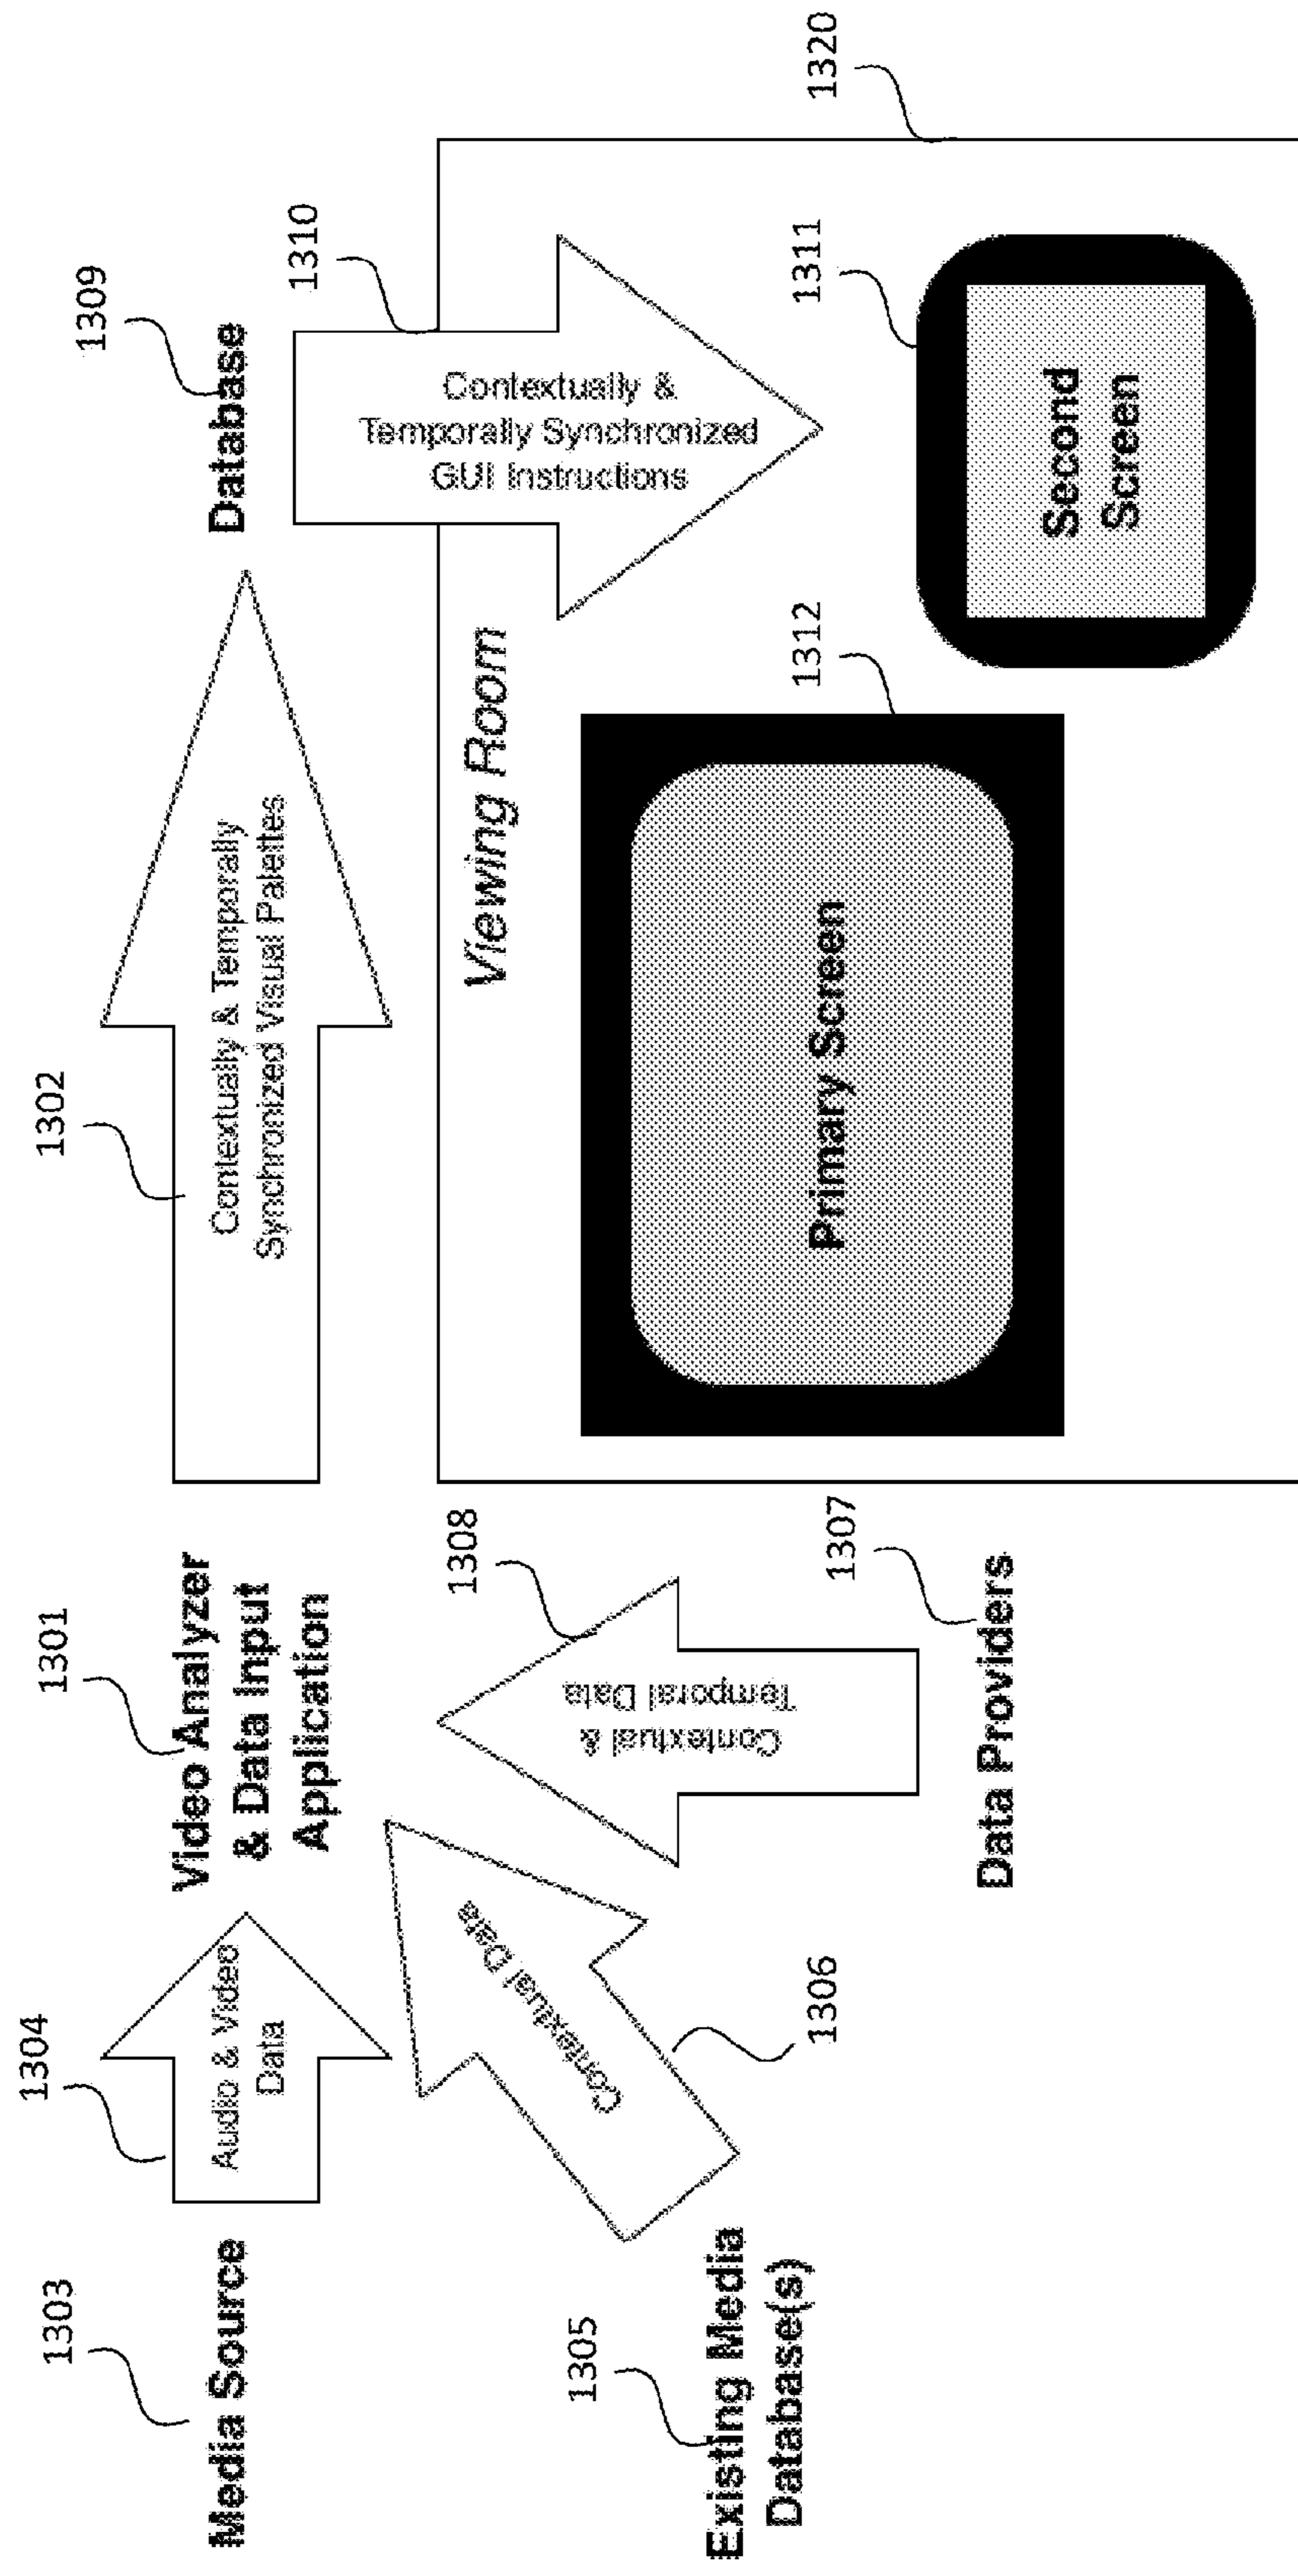 1303
Media Source
1304
Audio & Video
Data
1301
Video Analyzer
& Data Input
Application
1302
Contextually & Temporally
Synchronized Visual Palettes
1309
Database
1305
Existing Media
Database(s)
1306
Contextual Data
1308
Contextual &
Temporal Data
1307
Data Providers
1310
Contextually &
Temporally Synchronized
GUI Instructions
Viewing Room
1312
Primary Screen
1311
Second
Screen
1320